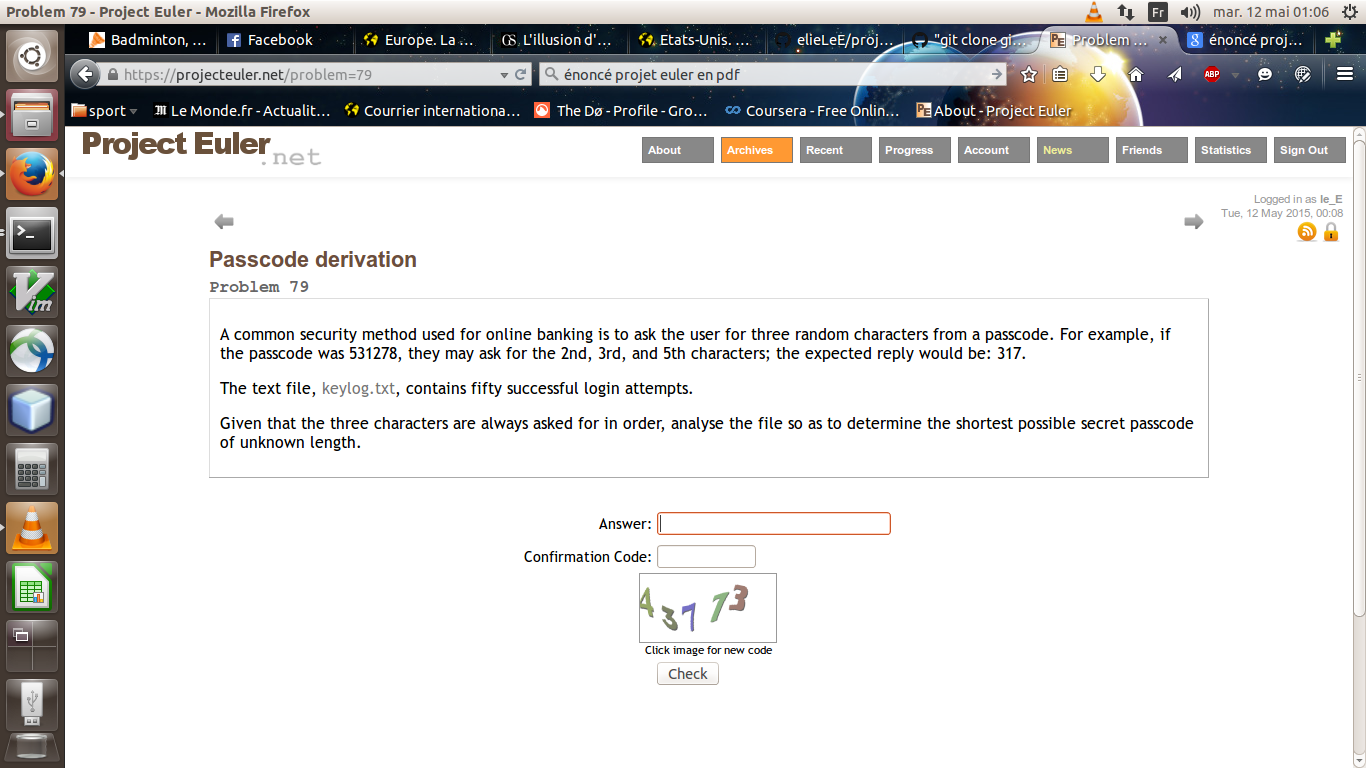 Problem 79 - Project Euler - Mozilla Firefox
Fr
mar. 12 mai 01:06
Badminton, ...
Facebook
Europe. La ...
L'illusion d'...
Etats-Unis. ...
elieLeE/proj...
"git clone gi...
Problem ...
énoncé proj...
https://projecteuler.net/problem=79
énoncé projet euler en pdf
ABP
sport
Le Monde.fr - Actualit...
Courrier internationa...
The Dø - Profile - Gro...
Coursera - Free Onlin...
About - Project Euler
Project Euler
.net
About
Archives
Recent
Progress
Account
News
Friends
Statistics
Sign Out
Logged in as le_E
Tue, 12 May 2015, 00:08
Passcode derivation
Problem 79
A common security method used for online banking is to ask the user for three random characters from a passcode. For example, if
the passcode was 531278, they may ask for the 2nd, 3rd, and 5th characters; the expected reply would be: 317.
The text file, keylog.txt, contains fifty successful login attempts.
Given that the three characters are always asked for in order, analyse the file so as to determine the shortest possible secret passcode
of unknown length.
Answer:
Confirmation Code:
Click image for new code
Check